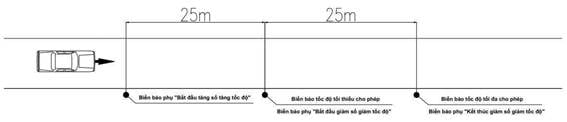 25m
25m
Biển báo phụ "Bắt đầu tăng số tăng tốc độ"
Biển báo tốc độ tối thiểu cho phép
Biển báo phụ "Bắt đầu giảm số giảm tốc độ"
Biển báo tốc độ tối đa cho phép
Biển báo phụ "Kết thúc giảm số giảm tốc độ"